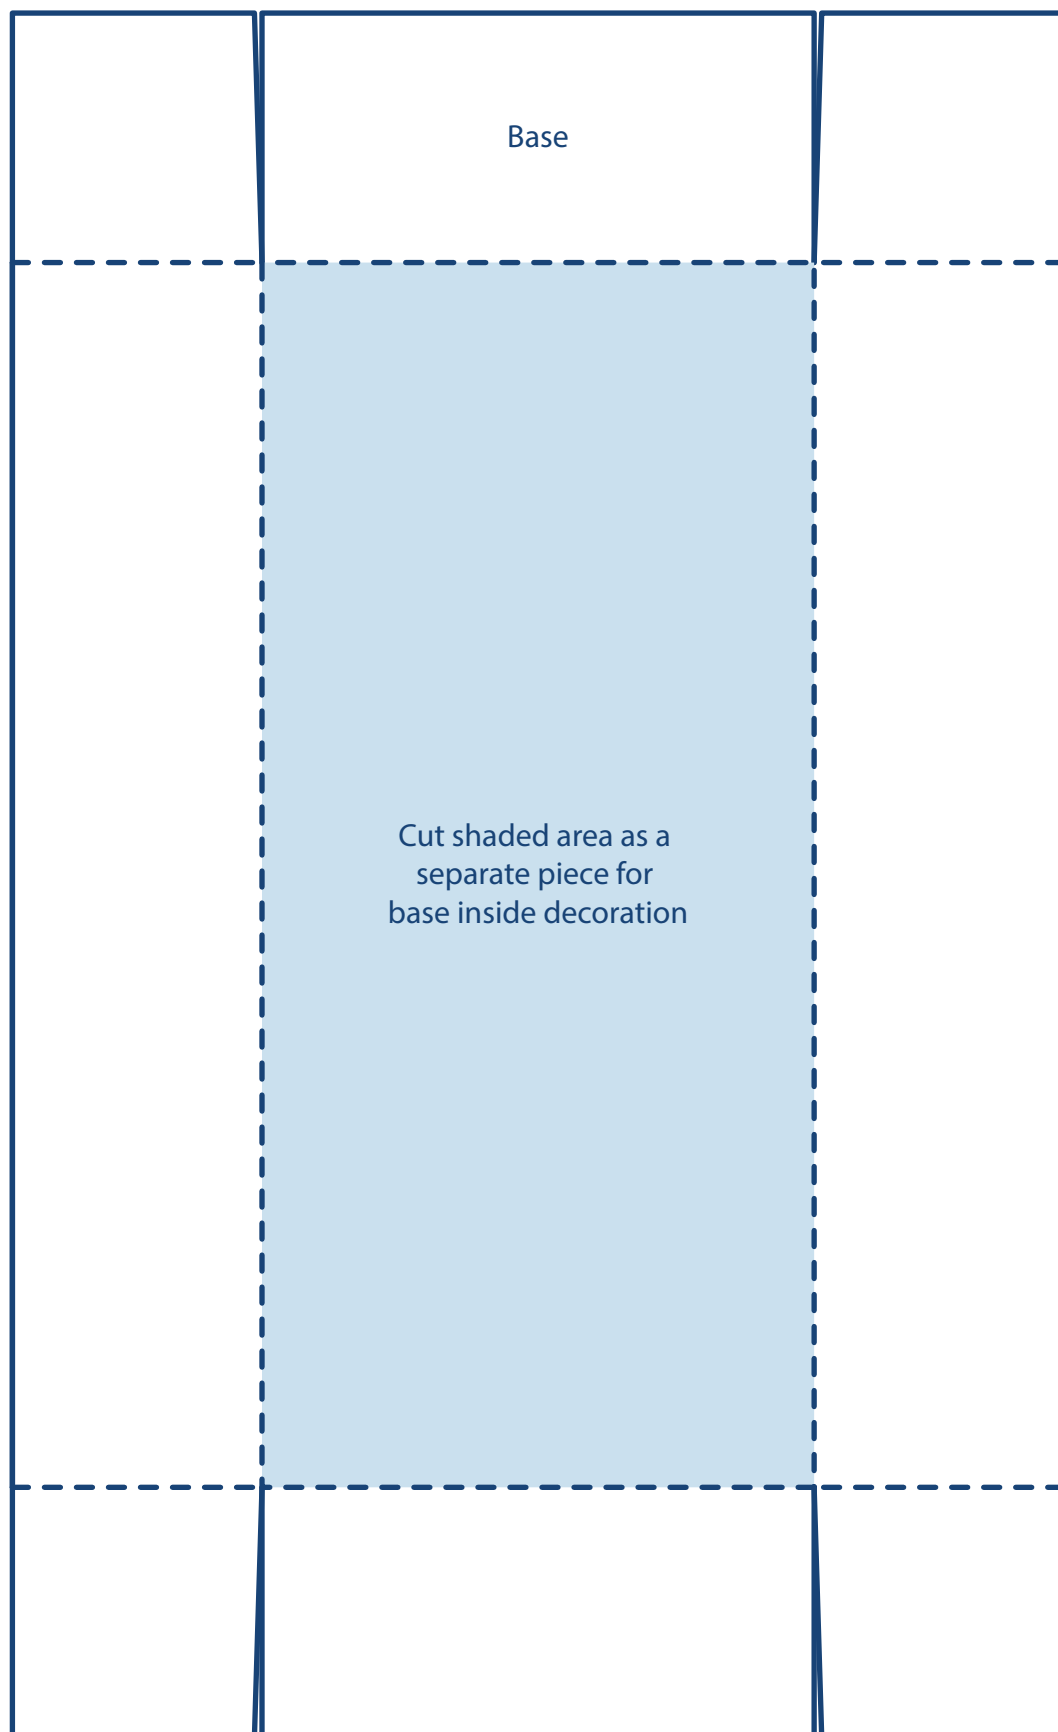 Base
Cut shaded area as a
separate piece for
base inside decoration